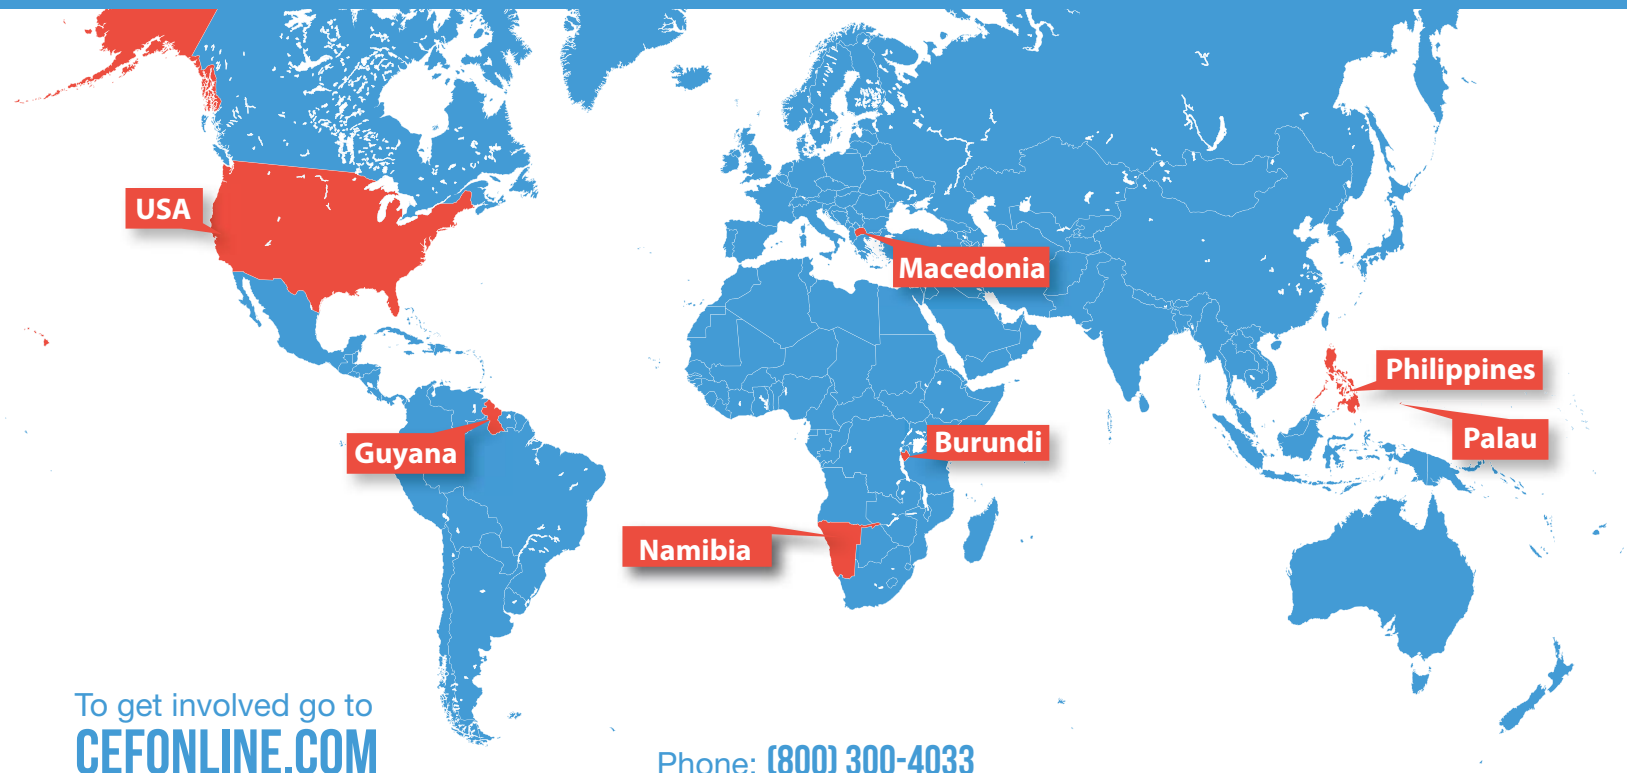 USA
Macedonia
Philippines
Palau
Guyana
Burundi
Namibia
To get involved go to
CEFONLINE.COM
Phone: (800) 300-4033